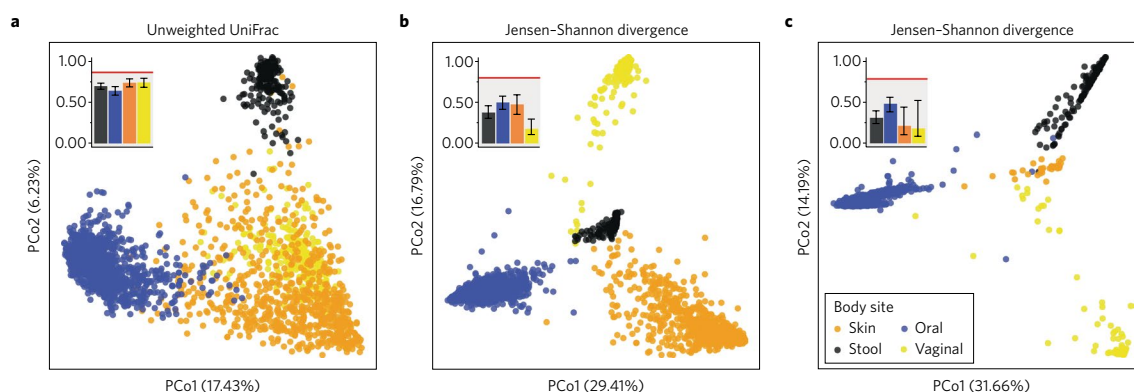 a
Unweighted UniFrac
1.00
0.50
0.00
PCo2 (6.23%)
PCo1 (17.43%)
b
Jensen–Shannon divergence
1.00
0.50
0.00
PCo2 (16.79%)
PCo1 (29.41%)
c
Jensen–Shannon divergence
1.00
0.50
0.00
PCo2 (14.19%)
Body site
Skin Oral
Stool Vaginal
PCo1 (31.66%)